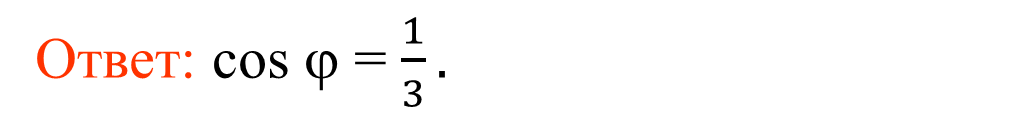 Ответ: cos φ = 1/3.